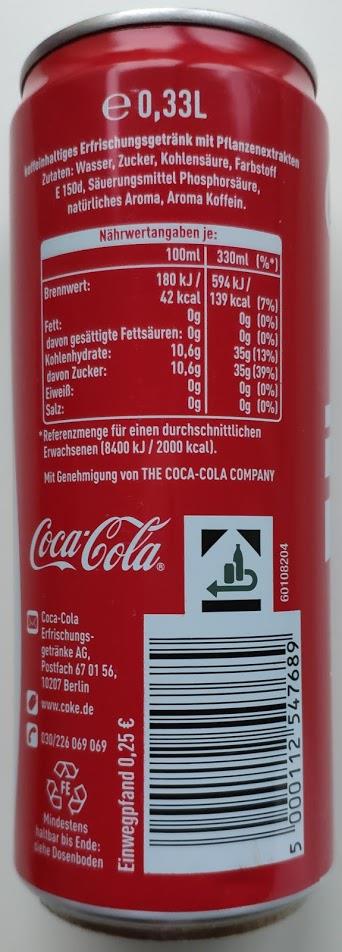 e 0,33L
koffeinhaltiges Erfrischungsgetränk mit Pflanzenextrakten
Zutaten: Wasser, Zucker, Kohlensäure, Farbstoff
E 150d, Säuerungsmittel Phosphorsäure,
natürliches Aroma, Aroma Koffein.
Nährwertangaben je:
100ml 330ml (%*)
Brennwert: 180 kJ / 594 kJ /
42 kcal 139 kcal (7%)
Fett: 0g 0g (0%)
davon gesättigte Fettsäuren: 0g 0g (0%)
Kohlenhydrate: 10,6g 35g (13%)
davon Zucker: 10,6g 35g (39%)
Eiweiß: 0g 0g (0%)
Salz: 0g 0g (0%)
*Referenzmenge für einen durchschnittlichen
Erwachsenen (8400 kJ / 2000 kcal).
Mit Genehmigung von THE COCA-COLA COMPANY
Coca-Cola®
60108204
Coca-Cola
Erfrischungs-
getränke AG,
Postfach 67 01 56,
10207 Berlin
www.coke.de
030/226 069 069
FE
Mindestens
haltbar bis Ende:
siehe Dosenboden
Einwegpfand 0,25 €
5 000112 547689